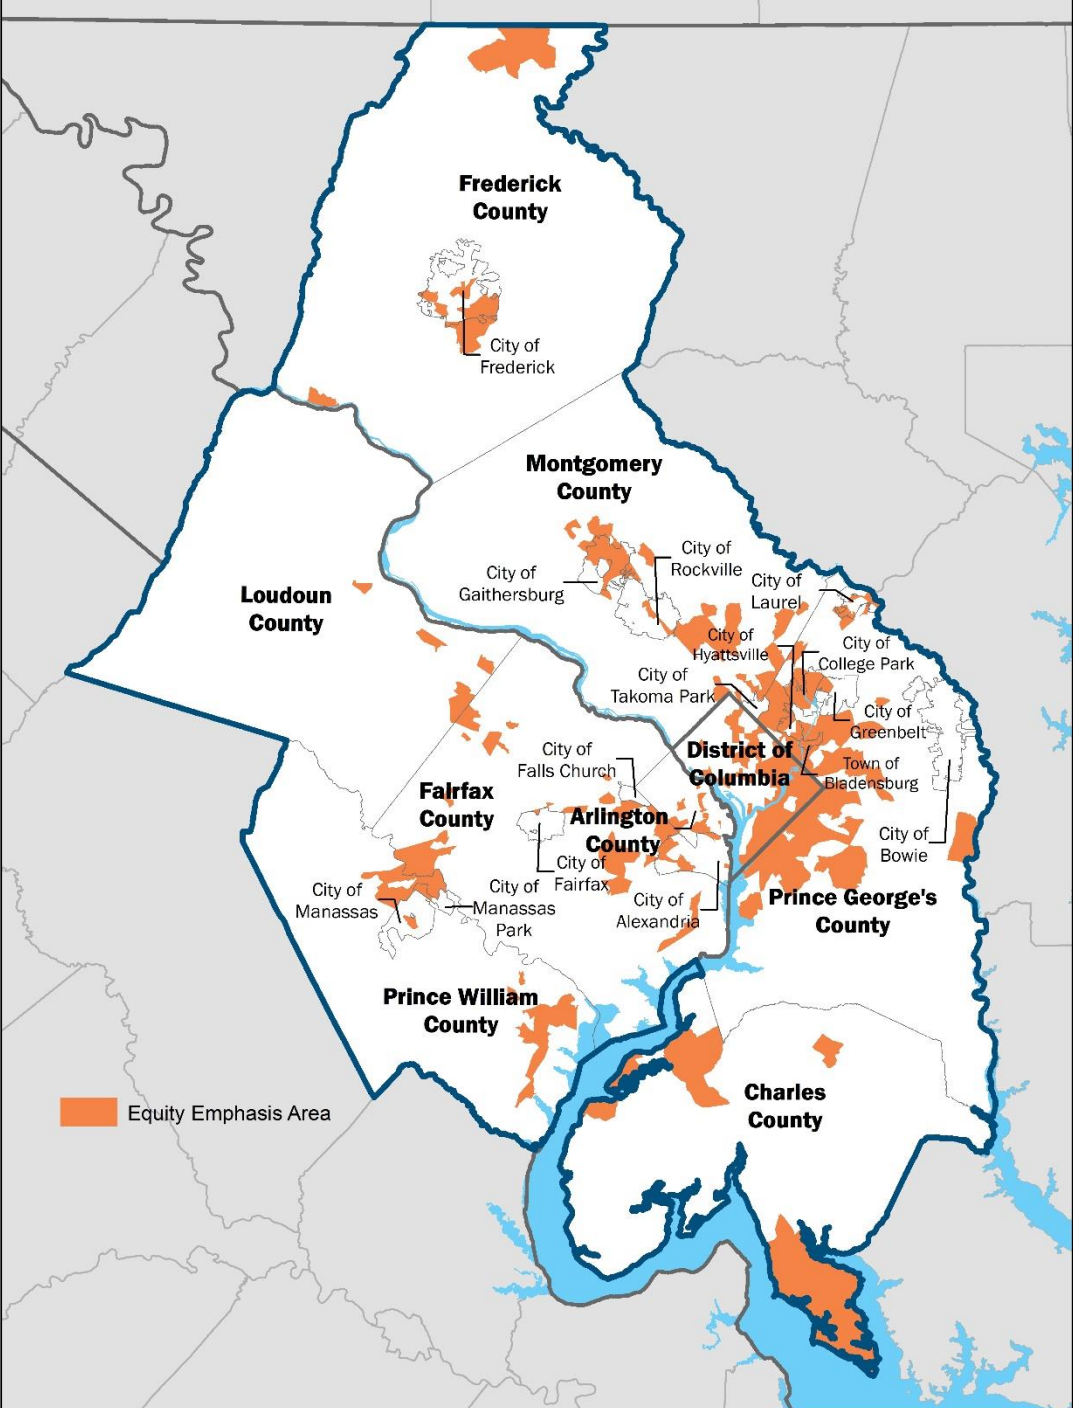 Frederick
County
City of
Frederick
Montgomery
County
City of
Rockville
City of
Gaithersburg
City of
Laurel
Loudoun
County
City of
Hyattsville
City of
College Park
City of
Takoma Park
City of
Greenbelt
District of
Columbia
City of
Falls Church
Town of
Bladensburg
Fairfax
County
Arlington
County
City of
Bowie
City of
Fairfax
City of
Manassas
City of
Manassas
Park
City of
Alexandria
Prince George's
County
Prince William
County
Charles
County
Equity Emphasis Area